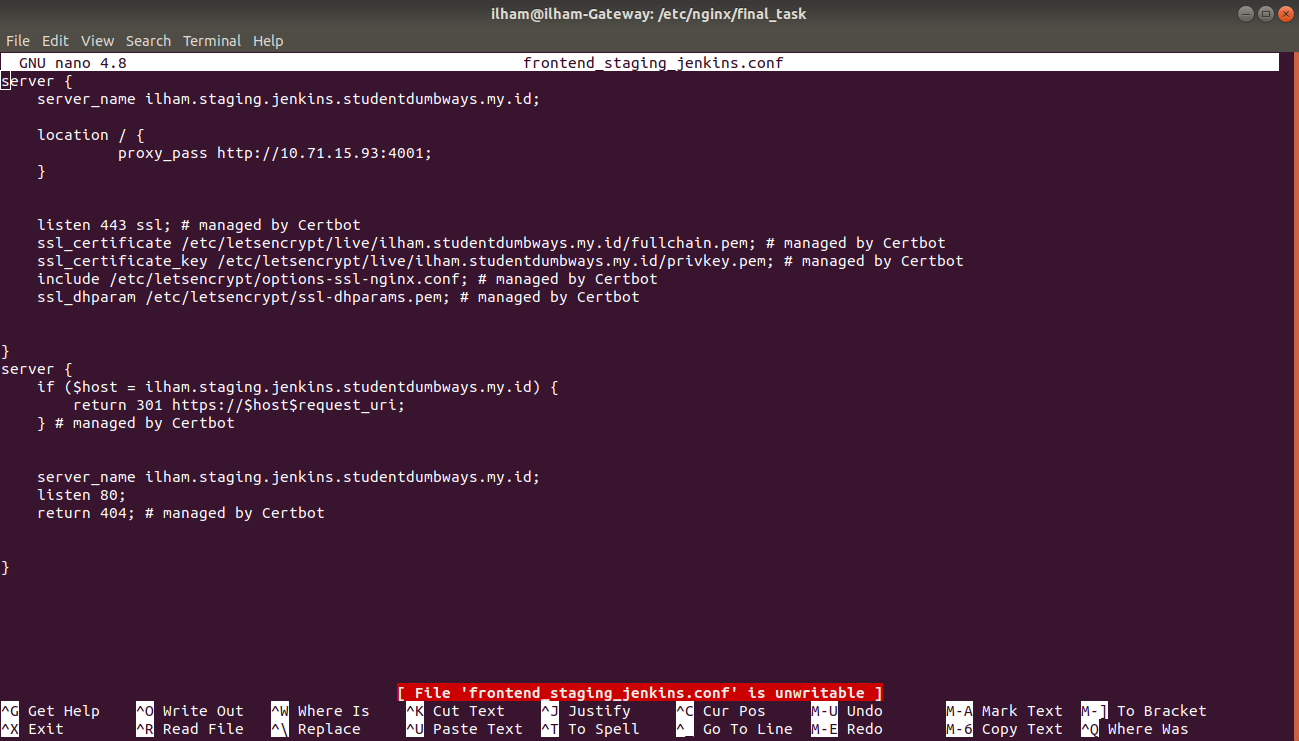 ilham@ilham-Gateway: /etc/nginx/final_task
File Edit View Search Terminal Help
GNU nano 4.8 frontend_staging_jenkins.conf
server {
    server_name ilham.staging.jenkins.studentdumbways.my.id;
    location / {
             proxy_pass http://10.71.15.93:4001;
    }
    listen 443 ssl; # managed by Certbot
    ssl_certificate /etc/letsencrypt/live/ilham.studentdumbways.my.id/fullchain.pem; # managed by Certbot
    ssl_certificate_key /etc/letsencrypt/live/ilham.studentdumbways.my.id/privkey.pem; # managed by Certbot
    include /etc/letsencrypt/options-ssl-nginx.conf; # managed by Certbot
    ssl_dhparam /etc/letsencrypt/ssl-dhparams.pem; # managed by Certbot
}
server {
    if ($host = ilham.staging.jenkins.studentdumbways.my.id) {
        return 301 https://$host$request_uri;
    } # managed by Certbot
    server_name ilham.staging.jenkins.studentdumbways.my.id;
    listen 80;
    return 404; # managed by Certbot
}
[ File 'frontend_staging_jenkins.conf' is unwritable ]
^G Get Help ^O Write Out ^W Where Is ^K Cut Text ^J Justify ^C Cur Pos M-U Undo M-A Mark Text M-] To Bracket
^X Exit ^R Read File ^\ Replace ^U Paste Text ^T To Spell ^_ Go To Line M-E Redo M-6 Copy Text ^Q Where Was